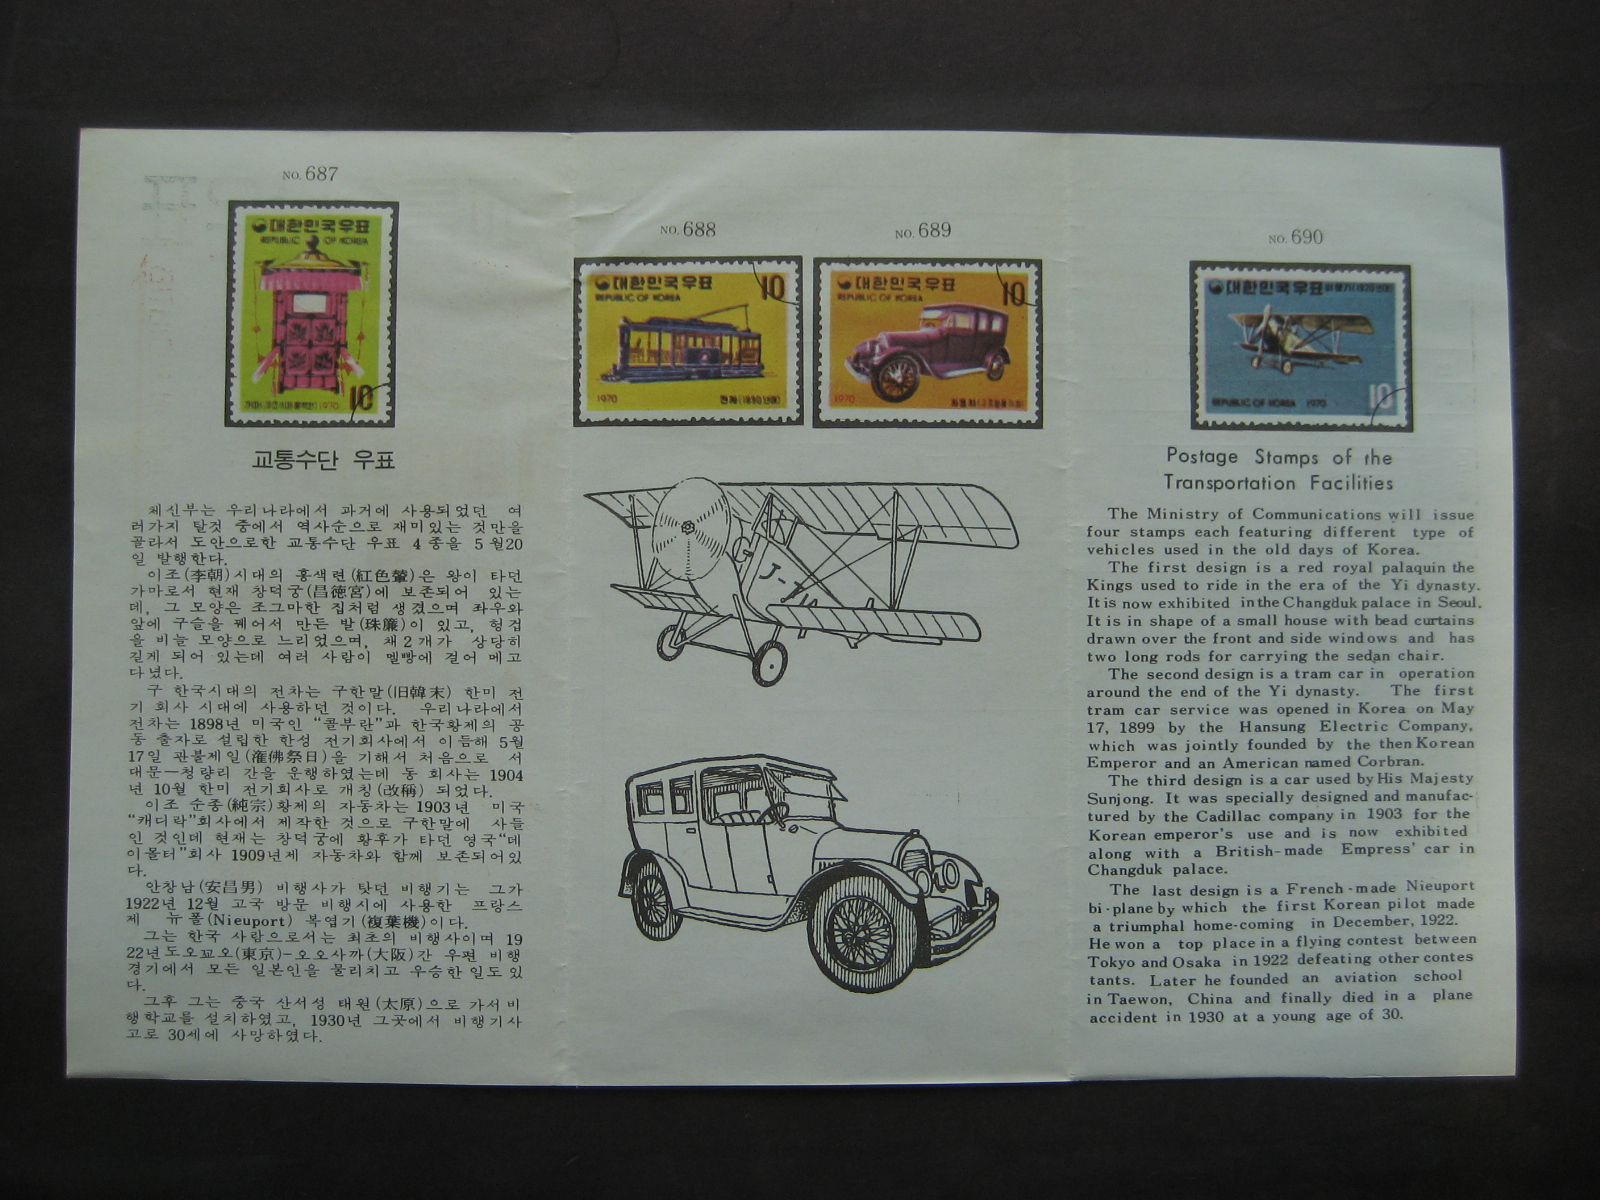 NO. 687
대한민국우표
REPUBLIC OF KOREA
1970
10
교통수단 우표
체신부는 우리나라에서 과거에 사용되었던 여
러가지 탈것 중에서 역사순으로 재미있는 것만을
골라서 도안으로한 교통수단 우표 4종을 5월20
일 발행한다.
이조(李朝)시대의 홍색련(紅色輦)은 왕이 타던
가마로서 현재 창덕궁(昌徳宮)에 보존되어 있는
데, 그 모양은 조그마한 집처럼 생겼으며 좌우와
앞에 구슬을 꿰어서 만든 발(珠簾)이 있고, 헝겁
을 비늘 모양으로 느리었으며, 채2개가 상당히
길게 되어 있는데 여러 사람이 멜빵에 걸어 메고
다녔다.
구 한국시대의 전차는 구한말(旧韓末) 한미 전
기 회사 시대에 사용하던 것이다. 우리나라에서
전차는 1898년 미국인 “콜부란”과 한국황제의 공
동 출자로 설립한 한성 전기회사에서 이듬해 5월
17일 관불제일(潅佛祭日)을 기해서 처음으로 서
대문—청량리 간을 운행하였는데 동 회사는 1904
년 10월 한미 전기회사로 개칭(改稱) 되었다.
이조 순종(純宗)황제의 자동차는 1903년 미국
“캐디락”회사에서 제작한 것으로 구한말에 사들
인 것인데 현재는 창덕궁에 황후가 타던 영국“데
이몰터”회사 1909년제 자동차와 함께 보존되어있
다.
안창남(安昌男) 비행사가 탓던 비행기는 그가
1922년 12월 고국 방문 비행시에 사용한 프랑스
제 뉴폴(Nieuport) 복엽기(複葉機)이다.
그는 한국 사람으로서는 최초의 비행사이며 19
22년도오꾜오(東京)-오오사까(大阪)간 우편 비행
경기에서 모든 일본인을 물리치고 우승한 일도 있
다.
그후 그는 중국 산서성 태원(太原)으로 가서 비
행학교를 설치하였고, 1930년 그곳에서 비행기사
고로 30세에 사망하였다.
NO. 688
대한민국우표
10
REPUBLIC OF KOREA
1970
NO. 689
대한민국우표
10
REPUBLIC OF KOREA
1970
J-
NO. 690
대한민국우표
10
REPUBLIC OF KOREA 1970
Postage Stamps of the
Transportation Facilities
The Ministry of Communications will issue
four stamps each featuring different type of
vehicles used in the old days of Korea.
The first design is a red royal palaquin the
Kings used to ride in the era of the Yi dynasty.
It is now exhibited in the Changduk palace in Seoul.
It is in shape of a small house with bead curtains
drawn over the front and side windows and has
two long rods for carrying the sedan chair.
The second design is a tram car in operation
around the end of the Yi dynasty. The first
tram car service was opened in Korea on May
17, 1899 by the Hansung Electric Company,
which was jointly founded by the then Korean
Emperor and an American named Corbran.
The third design is a car used by His Majesty
Sunjong. It was specially designed and manufac-
tured by the Cadillac company in 1903 for the
Korean emperor's use and is now exhibited
along with a British-made Empress' car in
Changduk palace.
The last design is a French-made Nieuport
bi-plane by which the first Korean pilot made
a triumphal home-coming in December, 1922.
He won a top place in a flying contest between
Tokyo and Osaka in 1922 defeating other contes
tants. Later he founded an aviation school
in Taewon, China and finally died in a plane
accident in 1930 at a young age of 30.